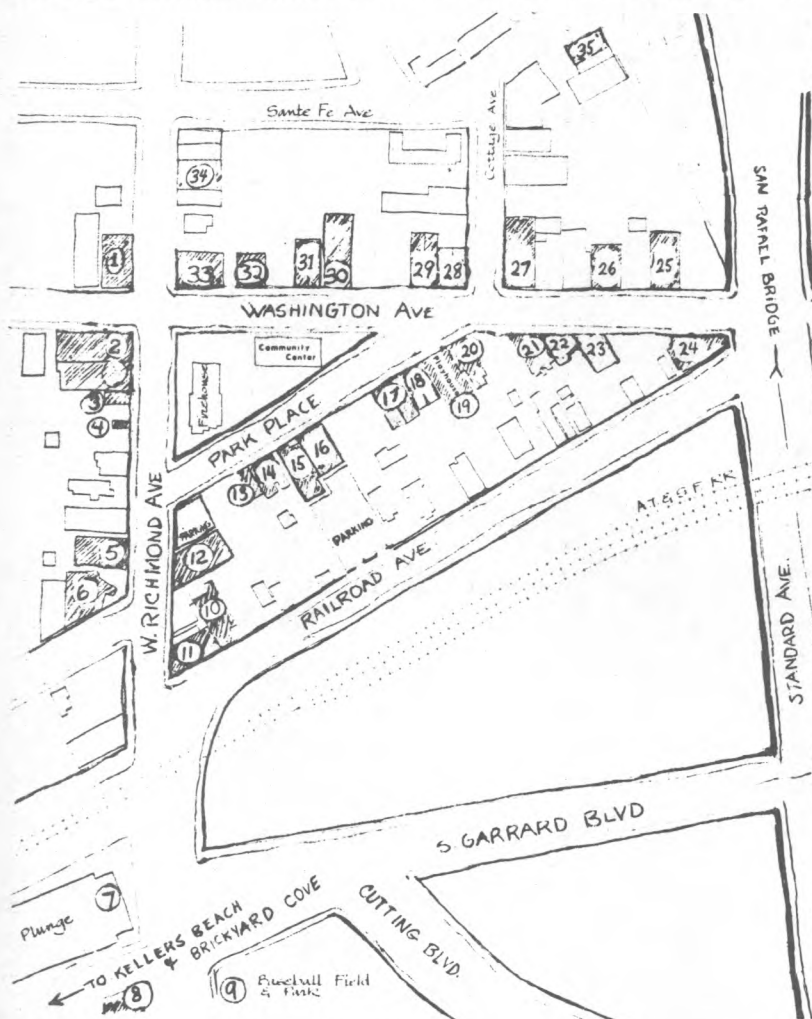 35
Sante Fe Ave
Cottage Ave
34
1
33
32
31
30
29
28
27
26
25
SAN RAFAIL BRIDGE
WASHINGTON AVE
2
3
4
5
6
Community
Center
Firehouse
PARK PLACE
W. RICHMOND AVE
20
19
18
17
21
22
23
24
16
15
14
13
PARKING
12
10
11
PARKING
RAILROAD AVE
A.T. & S.F. RR
STANDARD AVE.
S. GARRARD BLVD
CUTTING BLVD.
7
Plunge
TO KELLERS BEACH
& BRICKYARD COVE
8
9
Baseball Field
& Park